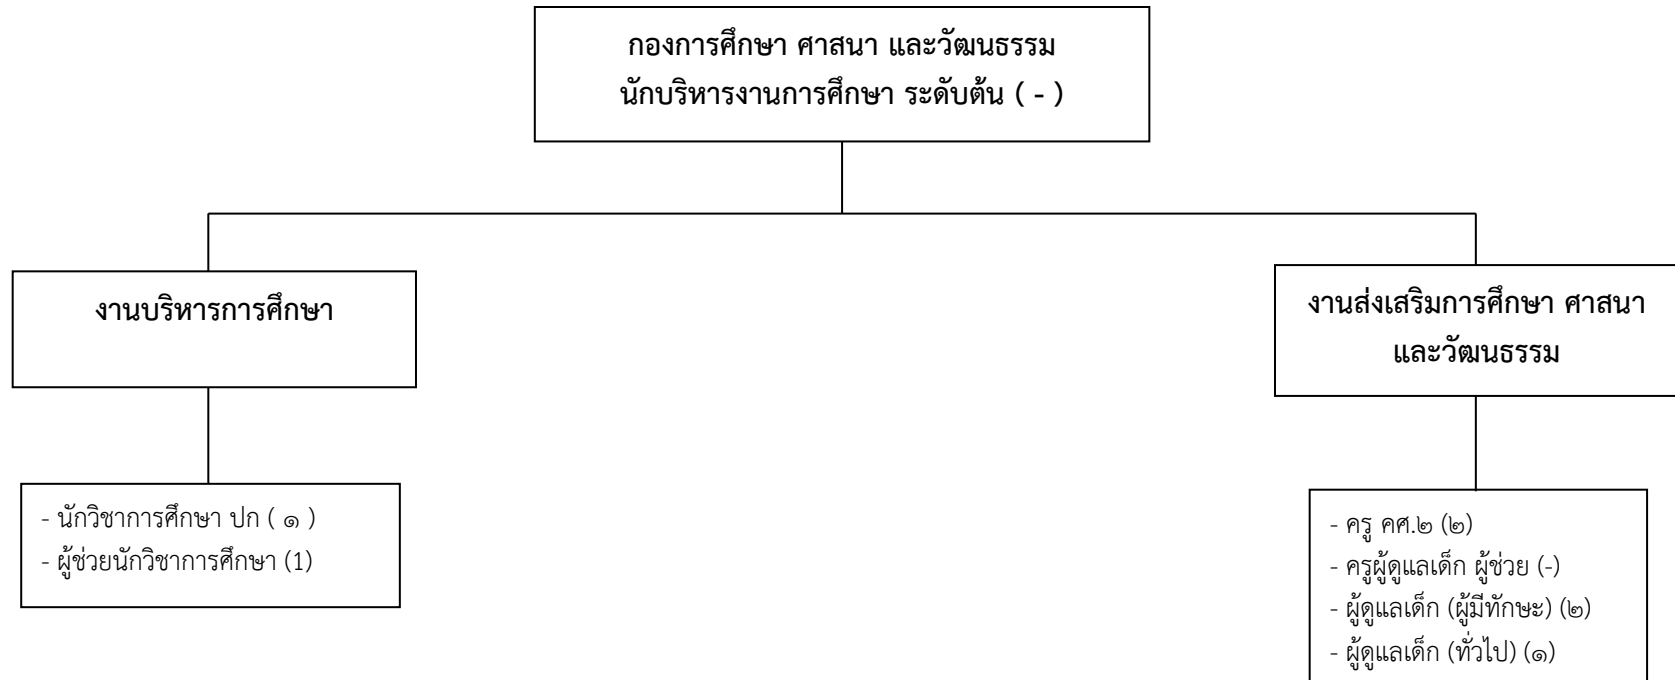 กองการศึกษา ศาสนา และวัฒนธรรม
นักบริหารงานการศึกษา ระดับต้น ( - )
งานบริหารการศึกษา
งานส่งเสริมการศึกษา ศาสนา
และวัฒนธรรม
- นักวิชาการศึกษา ปก ( ๑ )
- ผู้ช่วยนักวิชาการศึกษา (1)
- ครู คศ.๒ (๒)
- ครูผู้ดูแลเด็ก ผู้ช่วย (-)
- ผู้ดูแลเด็ก (ผู้มีทักษะ) (๒)
- ผู้ดูแลเด็ก (ทั่วไป) (๑)